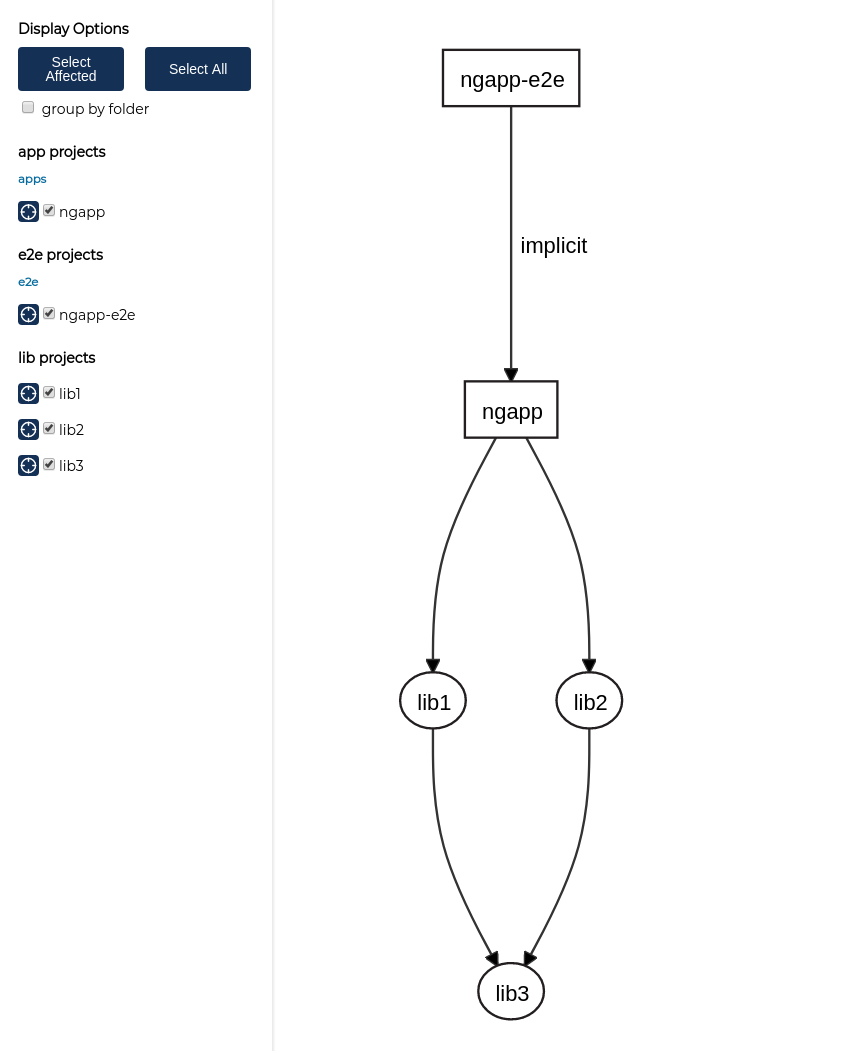 Display Options
Select
Affected
Select All
group by folder
app projects
apps
ngapp
e2e projects
e2e
ngapp-e2e
lib projects
lib1
lib2
lib3
ngapp-e2e
implicit
ngapp
lib1
lib2
lib3